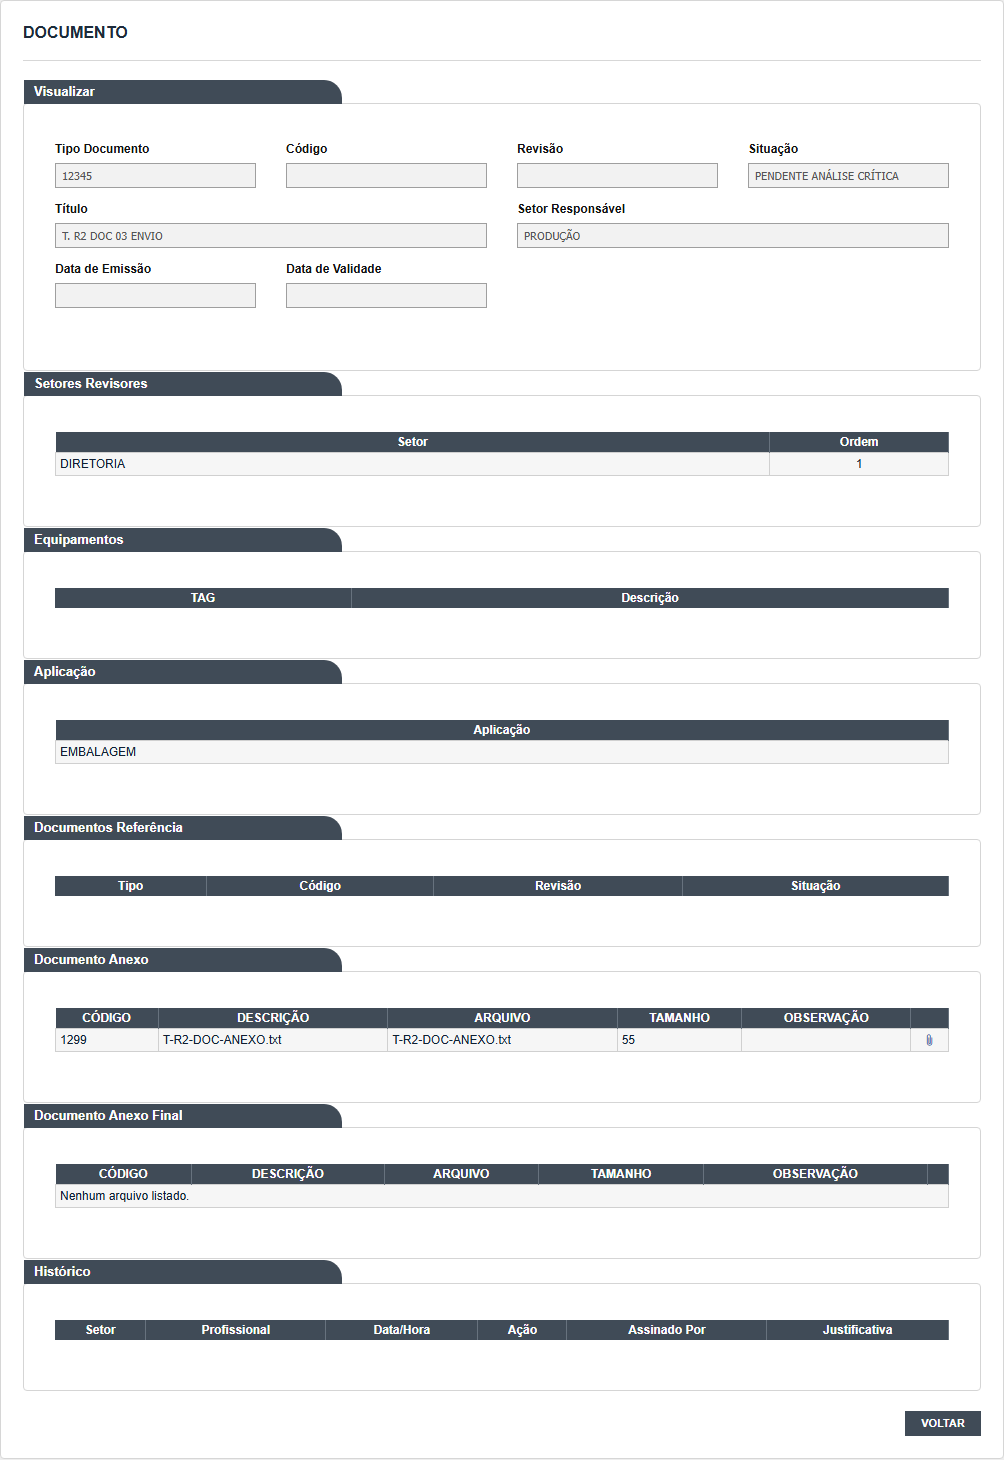 DOCUMENTO
Visualizar
Tipo Documento Código Revisão Situação
12345 PENDENTE ANÁLISE CRÍTICA
Título Setor Responsável
T. R2 DOC 03 ENVIO PRODUÇÃO
Data de Emissão Data de Validade
Setores Revisores
Setor Ordem
DIRETORIA 1
Equipamentos
TAG Descrição
Aplicação
Aplicação
EMBALAGEM
Documentos Referência
Tipo Código Revisão Situação
Documento Anexo
CÓDIGO DESCRIÇÃO ARQUIVO TAMANHO OBSERVAÇÃO
1299 T-R2-DOC-ANEXO.txt T-R2-DOC-ANEXO.txt 55
Documento Anexo Final
CÓDIGO DESCRIÇÃO ARQUIVO TAMANHO OBSERVAÇÃO
Nenhum arquivo listado.
Histórico
Setor Profissional Data/Hora Ação Assinado Por Justificativa
VOLTAR